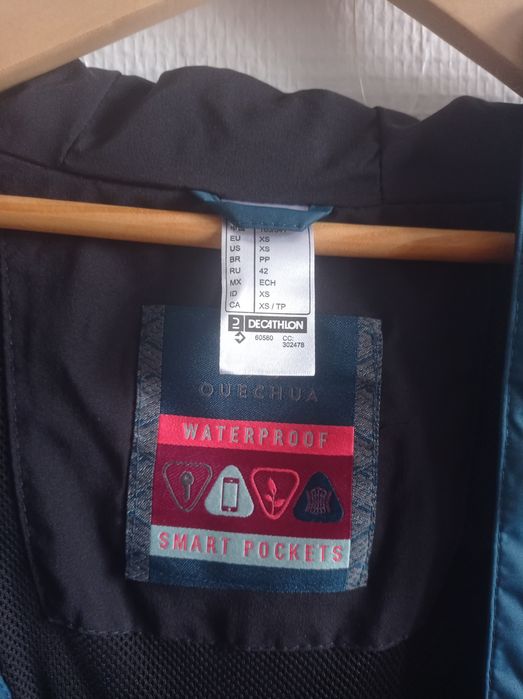 EU XS
US XS
BR PP
RU 42
MX ECH
ID XS
CA XS / TP
DECATHLON
60580 CC:
302478
QUECHUA
WATERPROOF
SMART POCKETS